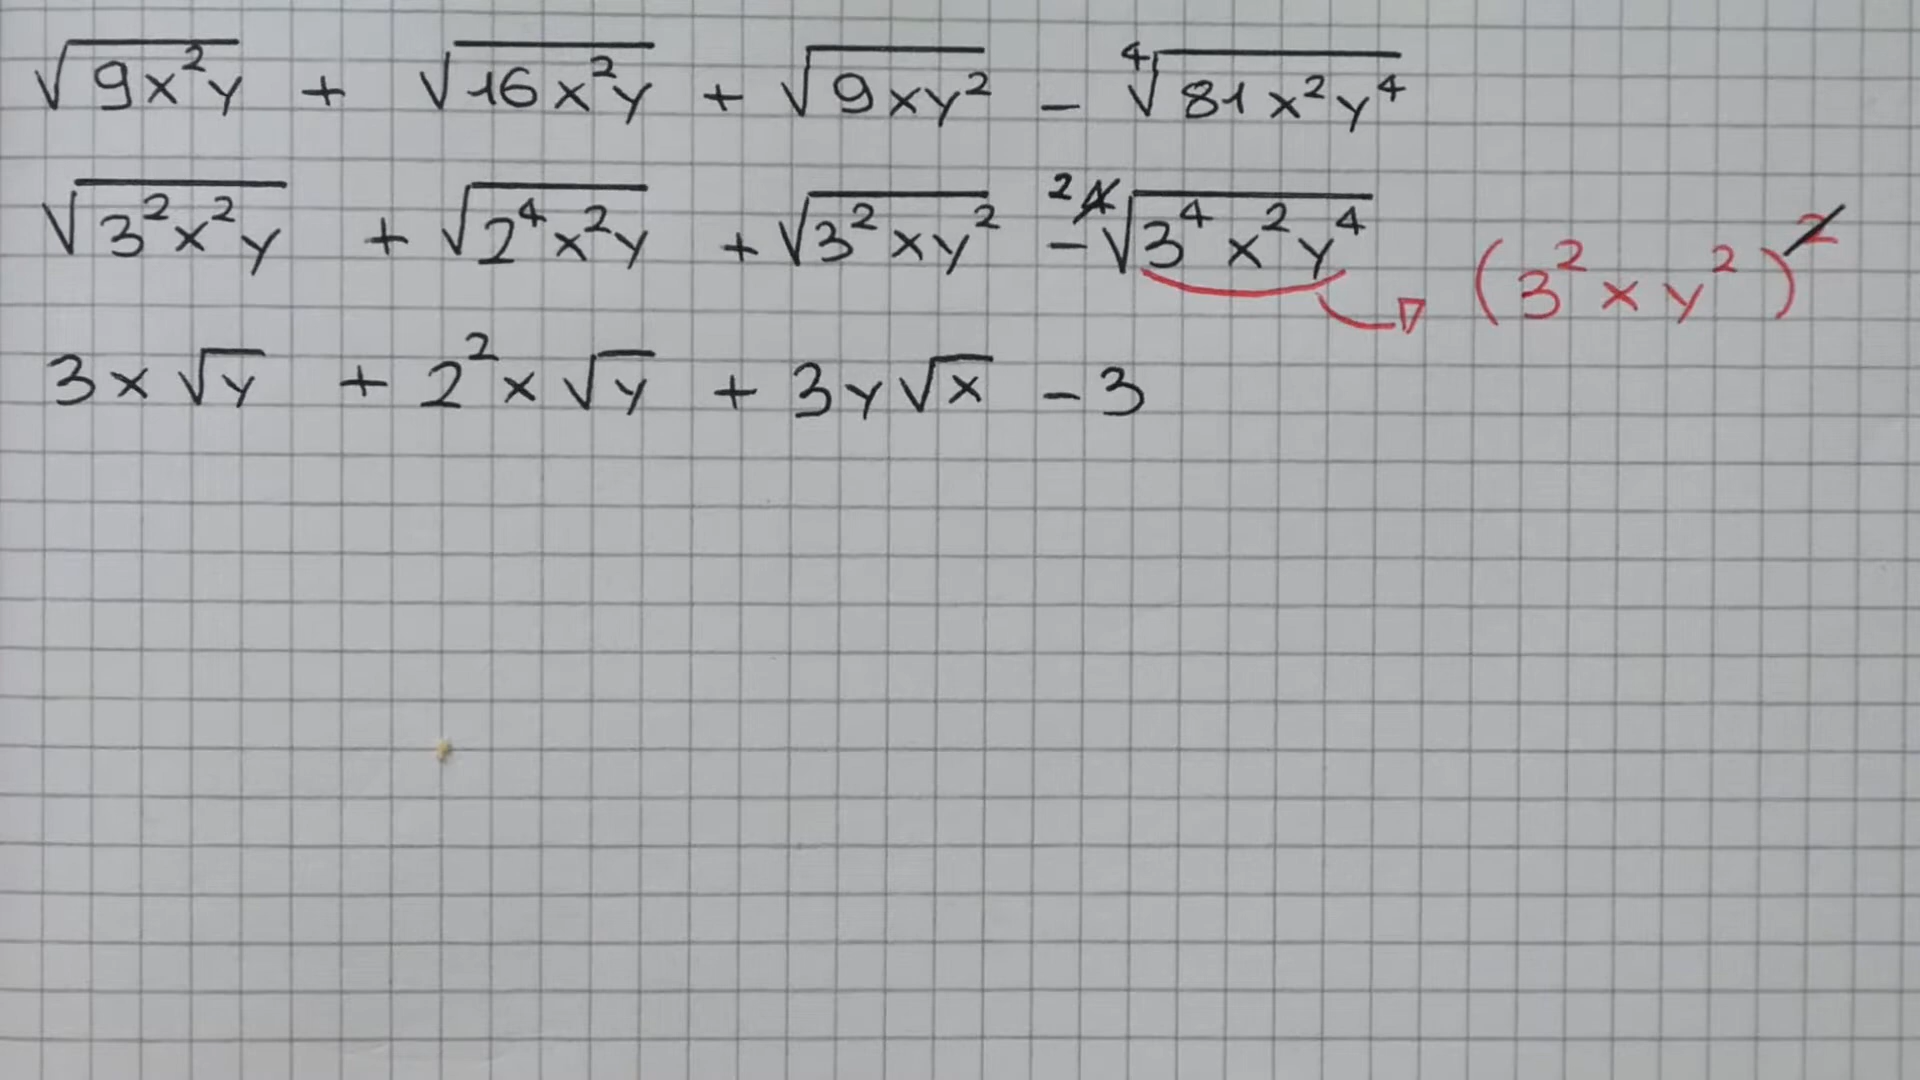 √9x²y + √16x²y + √9xy² − ⁴√81x²y⁴
√3²x²y + √2⁴x²y + √3²xy² − ²4√3⁴x²y⁴ (3²xy²)²
3x√y + 2²x√y + 3y√x − 3